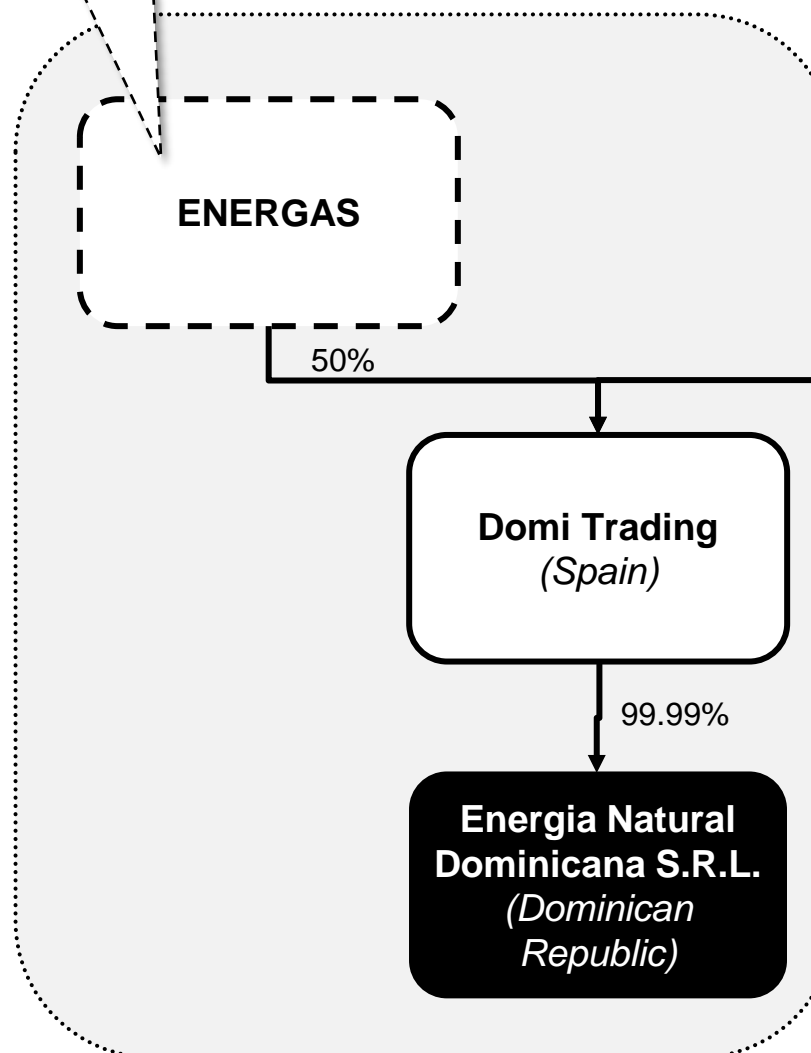 ENERGAS
50%
Domi Trading
(Spain)
99.99%
Energia Natural
Dominicana S.R.L.
(Dominican
Republic)